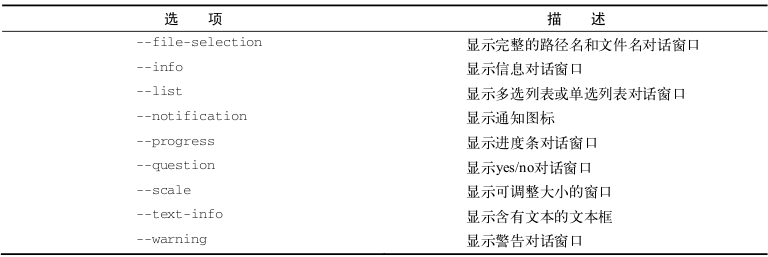 选 项 描 述
--file-selection 显示完整的路径名和文件名对话窗口
--info 显示信息对话窗口
--list 显示多选列表或单选列表对话窗口
--notification 显示通知图标
--progress 显示进度条对话窗口
--question 显示yes/no对话窗口
--scale 显示可调整大小的窗口
--text-info 显示含有文本的文本框
--warning 显示警告对话窗口